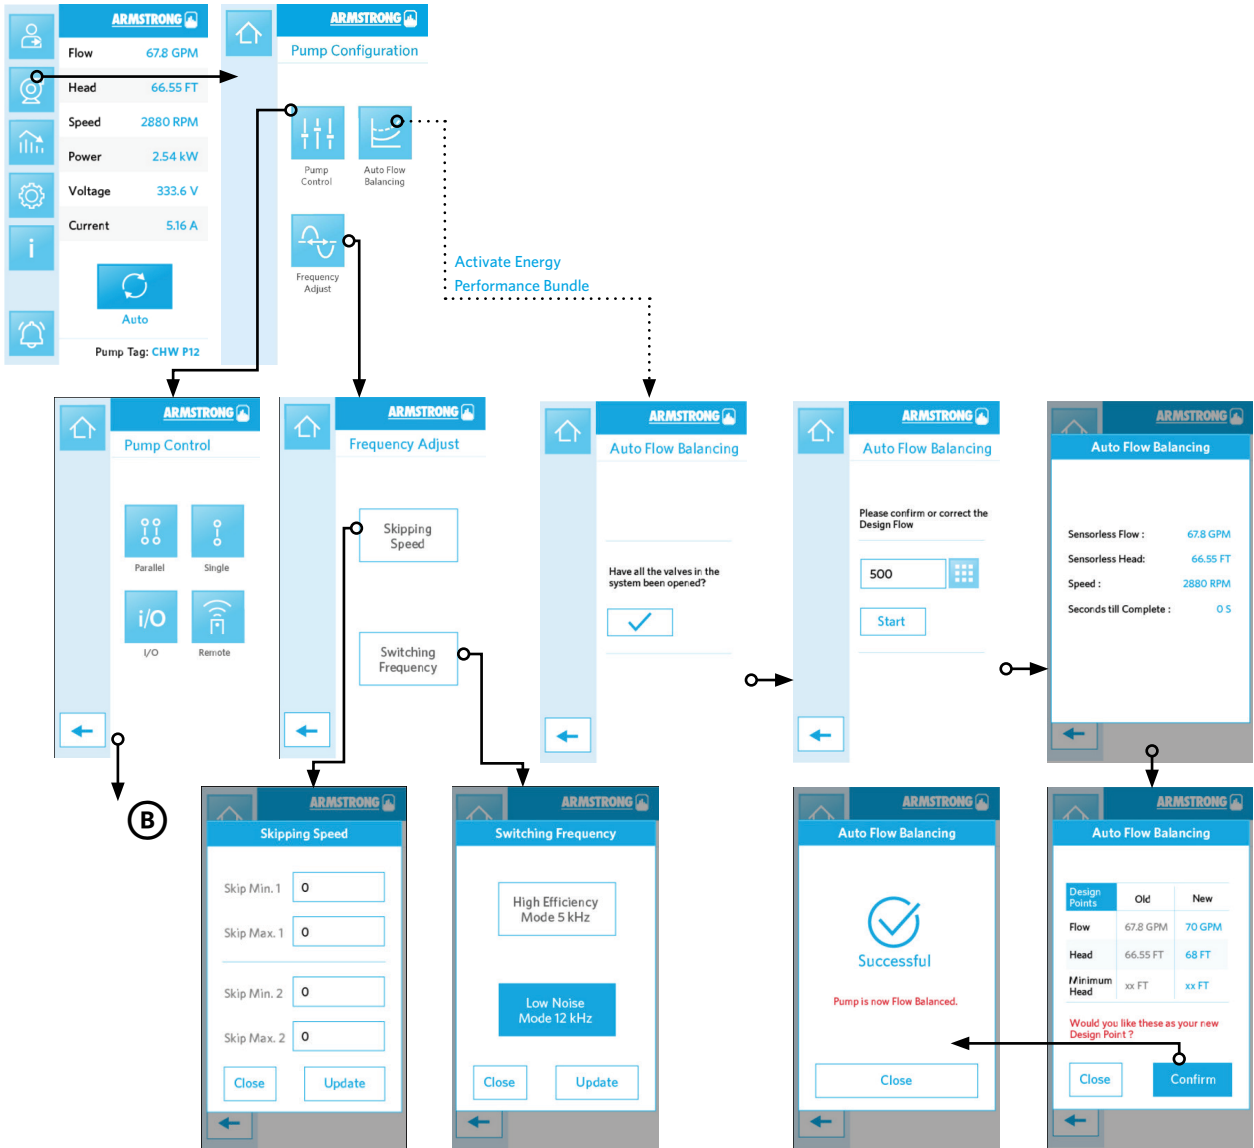 ARMSTRONG
Flow 67.8 GPM
Head 66.55 FT
Speed 2880 RPM
Power 2.54 kW
Voltage 333.6 V
Current 5.16 A
i
Auto
Pump Tag: CHW P12
ARMSTRONG
Pump Configuration
Pump
Control
Auto Flow
Balancing
Frequency
Adjust
Activate Energy
Performance Bundle
ARMSTRONG
Pump Control
Parallel
Single
i/O
I/O
Remote
B
ARMSTRONG
Frequency Adjust
Skipping
Speed
Switching
Frequency
ARMSTRONG
Auto Flow Balancing
Have all the valves in the
system been opened?
ARMSTRONG
Auto Flow Balancing
Please confirm or correct the
Design Flow
500
Start
ARMSTRONG
Auto Flow Balancing
Sensorless Flow : 67.8 GPM
Sensorless Head: 66.55 FT
Speed : 2880 RPM
Seconds till Complete : 0 S
ARMSTRONG
Skipping Speed
Skip Min. 1 0
Skip Max. 1 0
Skip Min. 2 0
Skip Max. 2 0
Close Update
ARMSTRONG
Switching Frequency
High Efficiency
Mode 5 kHz
Low Noise
Mode 12 kHz
Close Update
ARMSTRONG
Auto Flow Balancing
Successful
Pump is now Flow Balanced.
Close
ARMSTRONG
Auto Flow Balancing
Design
Points
Old New
Flow 67.8 GPM 70 GPM
Head 66.55 FT 68 FT
Minimum
Head
xx FT xx FT
Would you like these as your new
Design Point ?
Close Confirm